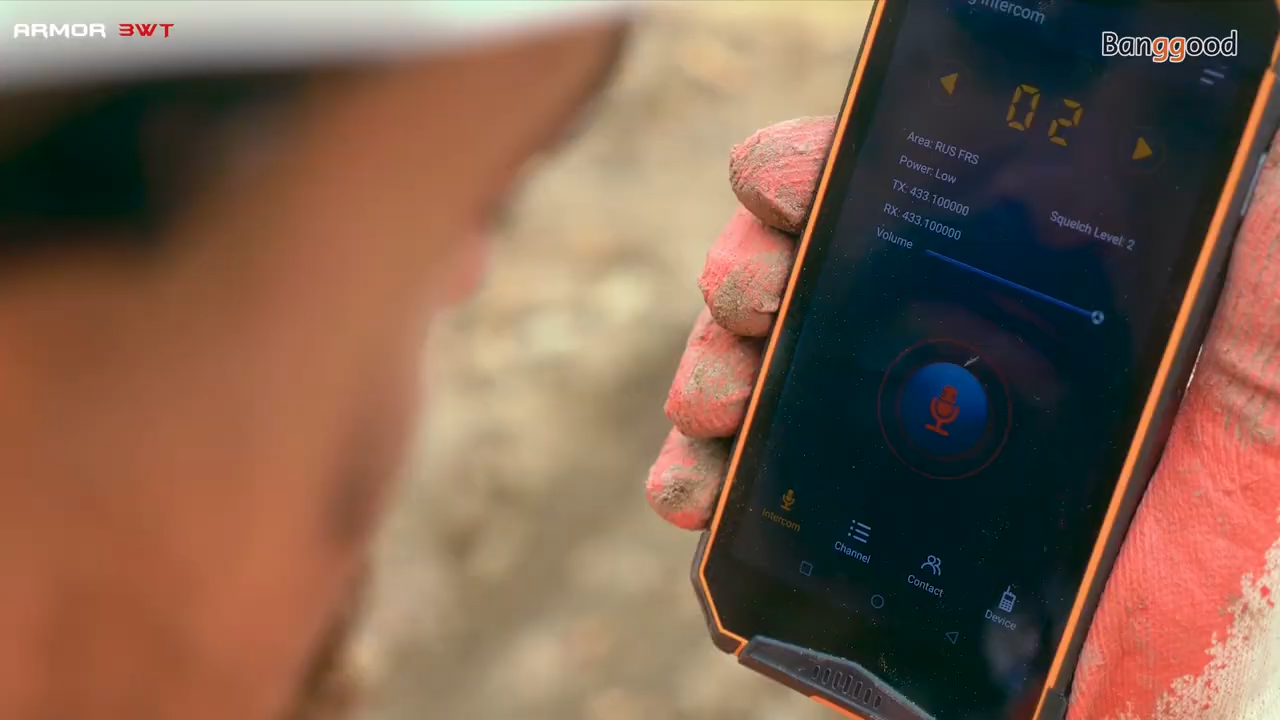 ARMOR 3WT
Banggood
Intercom
02
Area: RUS FRS
Power: Low
TX: 433.100000
RX: 433.100000
Squelch Level: 2
Volume
Intercom
Channel
Contact
Device